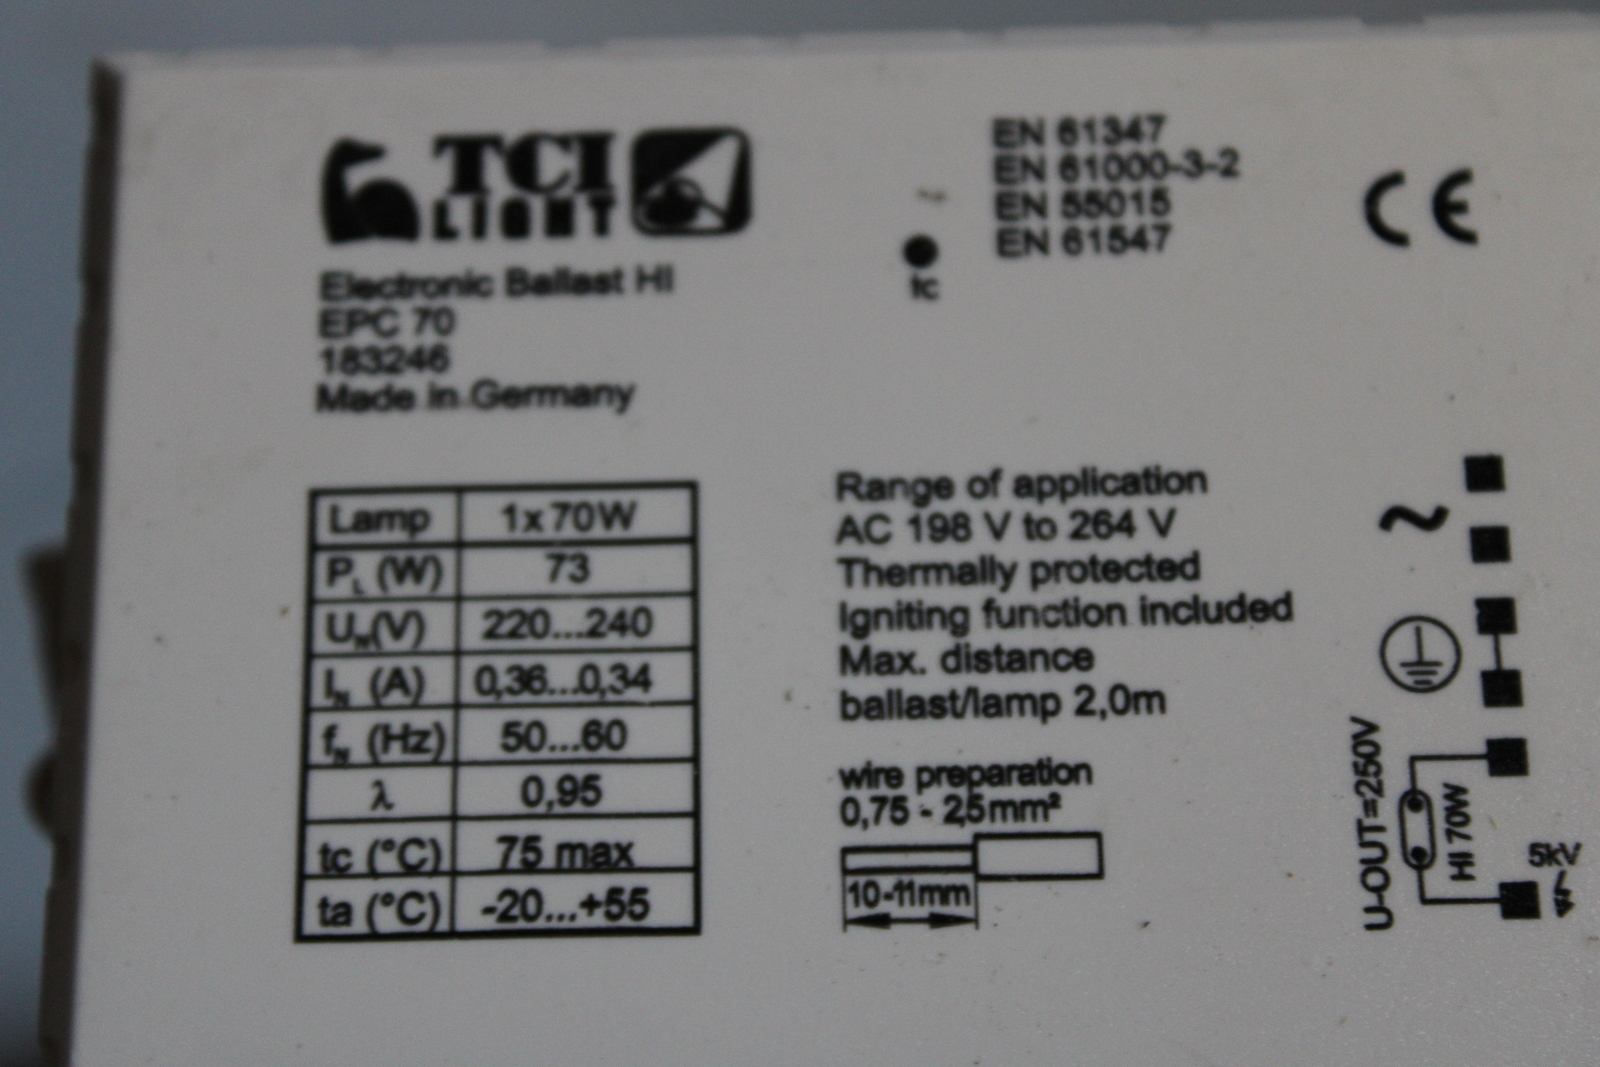 TCI
LIGHT
Electronic Ballast HI
EPC 70
183246
Made in Germany
tc
EN 61347
EN 61000-3-2
EN 55015
EN 61547
CE
Lamp 1x70W
PL (W) 73
UN(V) 220...240
IN (A) 0,36...0,34
fN (Hz) 50...60
λ 0,95
tc (°C) 75 max
ta (°C) -20...+55
Range of application
AC 198 V to 264 V
Thermally protected
Igniting function included
Max. distance
ballast/lamp 2,0m
wire preparation
0,75 - 2,5mm²
10-11mm
~
U-OUT=250V
HI 70W
5kV